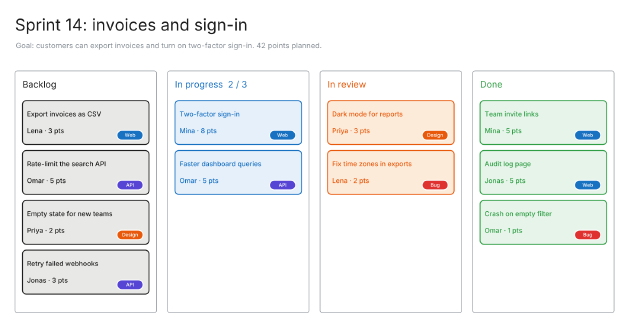 Sprint 14: invoices and sign-in
Goal: customers can export invoices and turn on two-factor sign-in. 42 points planned.
Backlog
Export invoices as CSV
Lena · 3 pts
Web
Rate-limit the search API
Omar · 5 pts
API
Empty state for new teams
Priya · 2 pts
Design
Retry failed webhooks
Jonas · 3 pts
API
In progress 2 / 3
Two-factor sign-in
Mina · 8 pts
Web
Faster dashboard queries
Omar · 5 pts
API
In review
Dark mode for reports
Priya · 3 pts
Design
Fix time zones in exports
Lena · 2 pts
Bug
Done
Team invite links
Mina · 5 pts
Web
Audit log page
Jonas · 5 pts
Web
Crash on empty filter
Omar · 1 pts
Bug